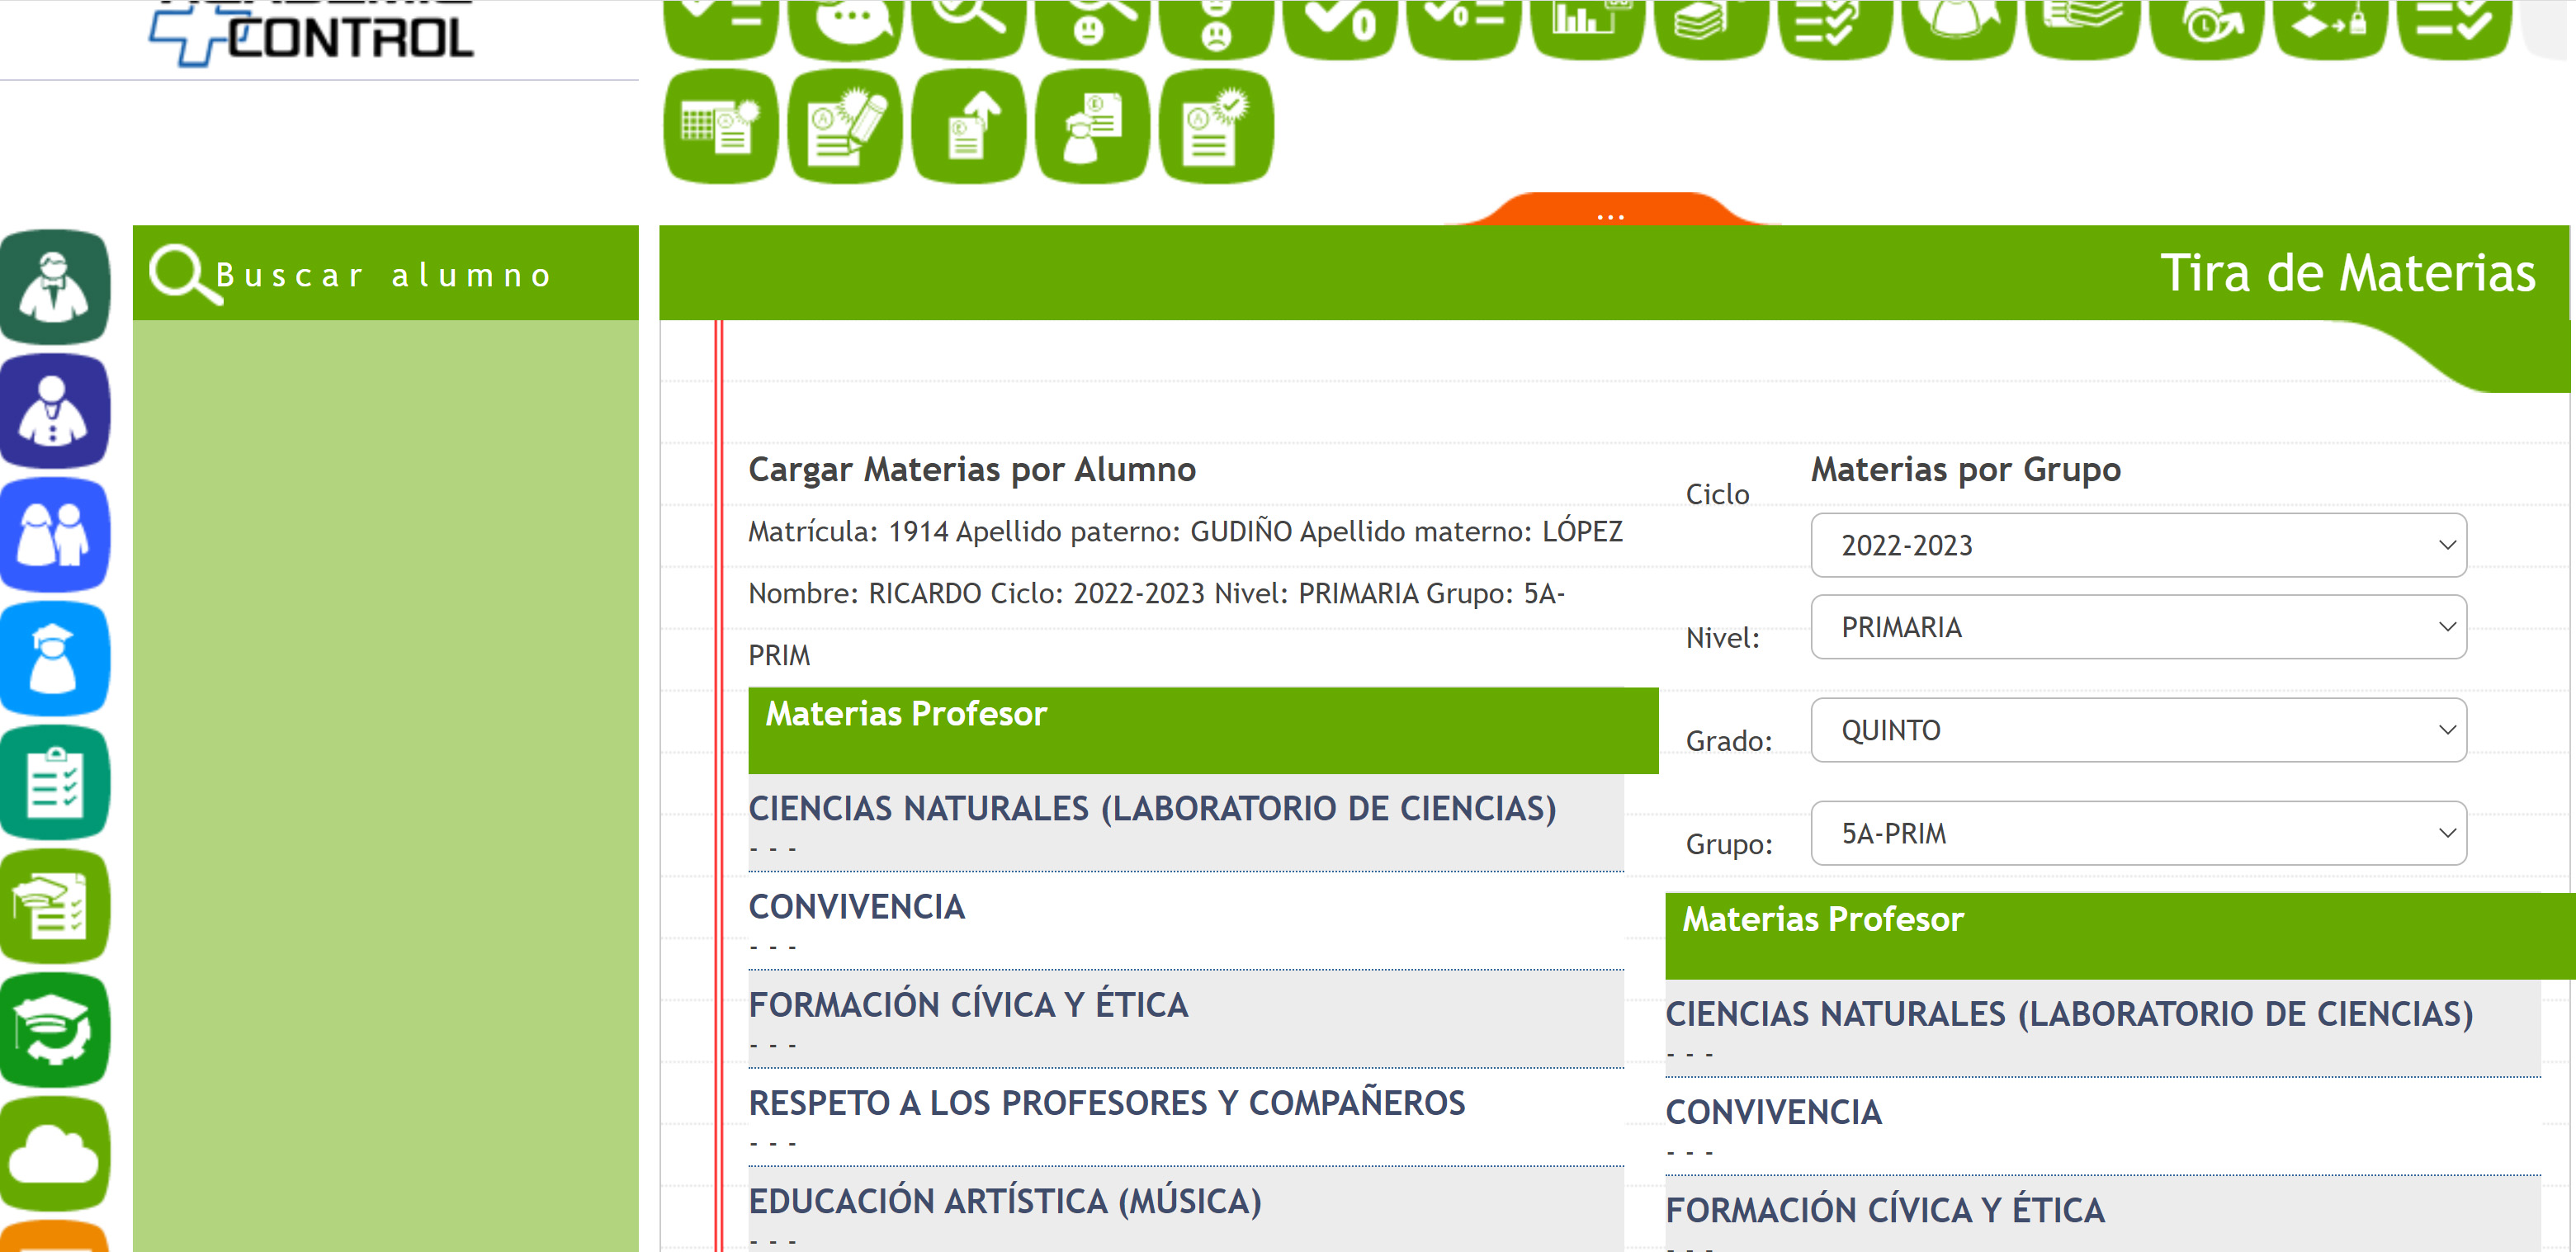 CONTROL
...
Buscar alumno
Tira de Materias
Cargar Materias por Alumno
Matrícula: 1914 Apellido paterno: GUDIÑO Apellido materno: LÓPEZ
Nombre: RICARDO Ciclo: 2022-2023 Nivel: PRIMARIA Grupo: 5A-
PRIM
Materias Profesor
CIENCIAS NATURALES (LABORATORIO DE CIENCIAS)
- - -
CONVIVENCIA
- - -
FORMACIÓN CÍVICA Y ÉTICA
- - -
RESPETO A LOS PROFESORES Y COMPAÑEROS
- - -
EDUCACIÓN ARTÍSTICA (MÚSICA)
- - -
Materias por Grupo
Ciclo
2022-2023
Nivel:
PRIMARIA
Grado:
QUINTO
Grupo:
5A-PRIM
Materias Profesor
CIENCIAS NATURALES (LABORATORIO DE CIENCIAS)
- - -
CONVIVENCIA
- - -
FORMACIÓN CÍVICA Y ÉTICA
- - -